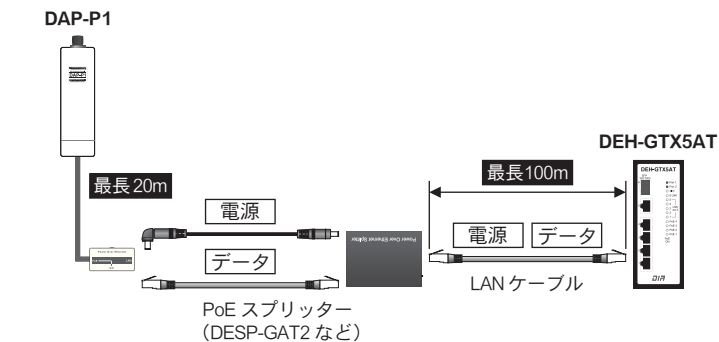 DAP-P1
DEH-GTX5AT
最長20m
最長100m
電源
データ
電源
データ
LANケーブル
PoE スプリッター
(DESP-GAT2 など)
Power Over Ethernet Splitter
DEH-GTX5AT